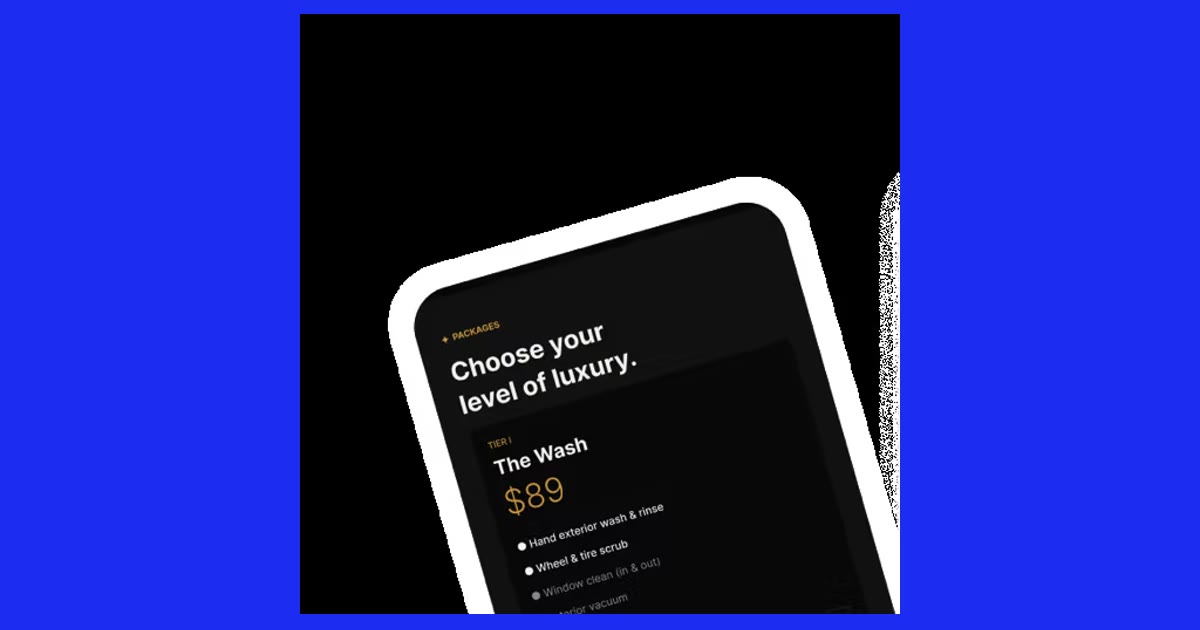 ✦ PACKAGES
Choose your
level of luxury.
TIER I
The Wash
$89
Hand exterior wash & rinse
Wheel & tire scrub
Window clean (in & out)
vacuum